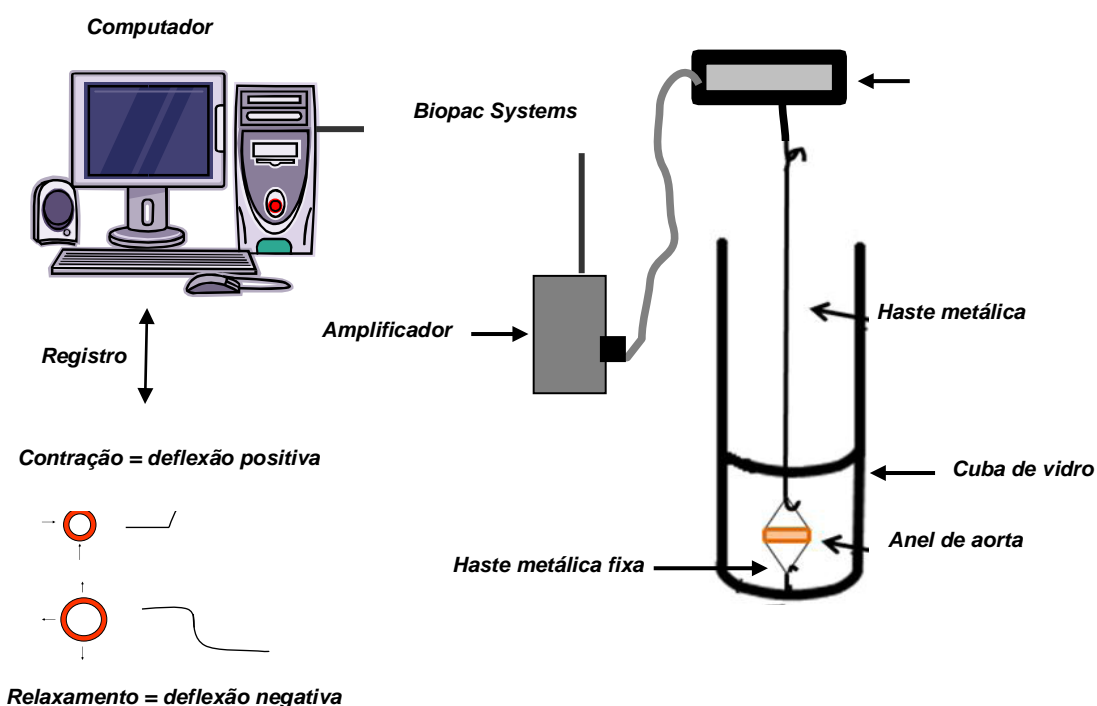 Computador
Biopac Systems
Haste metálica
Amplificador
Registro
Contração = deflexão positiva
Cuba de vidro
Anel de aorta
Haste metálica fixa
Relaxamento = deflexão negativa